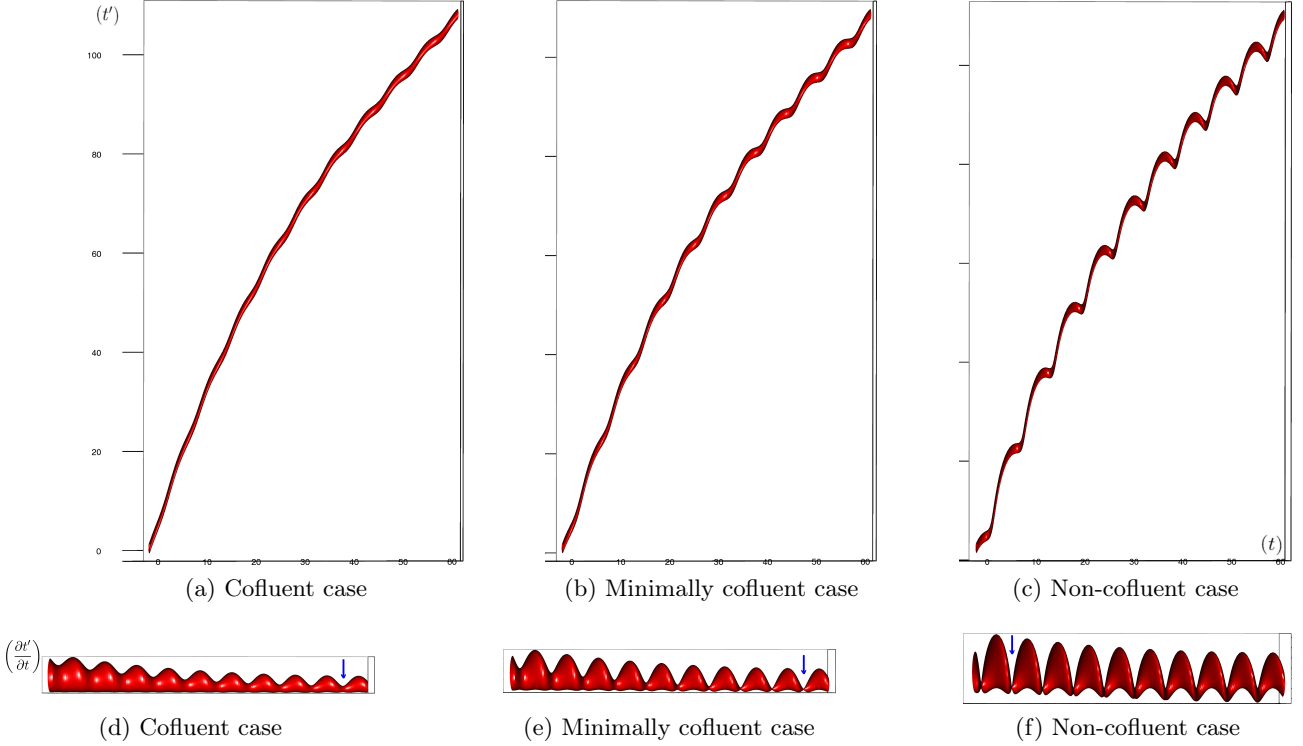 (t′)
100
80
60
40
20
0
0 10 20 30 40 50 60
0 10 20 30 40 50 60
0 10 20 30 40 50 60
(t)
(a) Cofluent case
(b) Minimally cofluent case
(c) Non-cofluent case
(∂t′/∂t)
(d) Cofluent case
(e) Minimally cofluent case
(f) Non-cofluent case